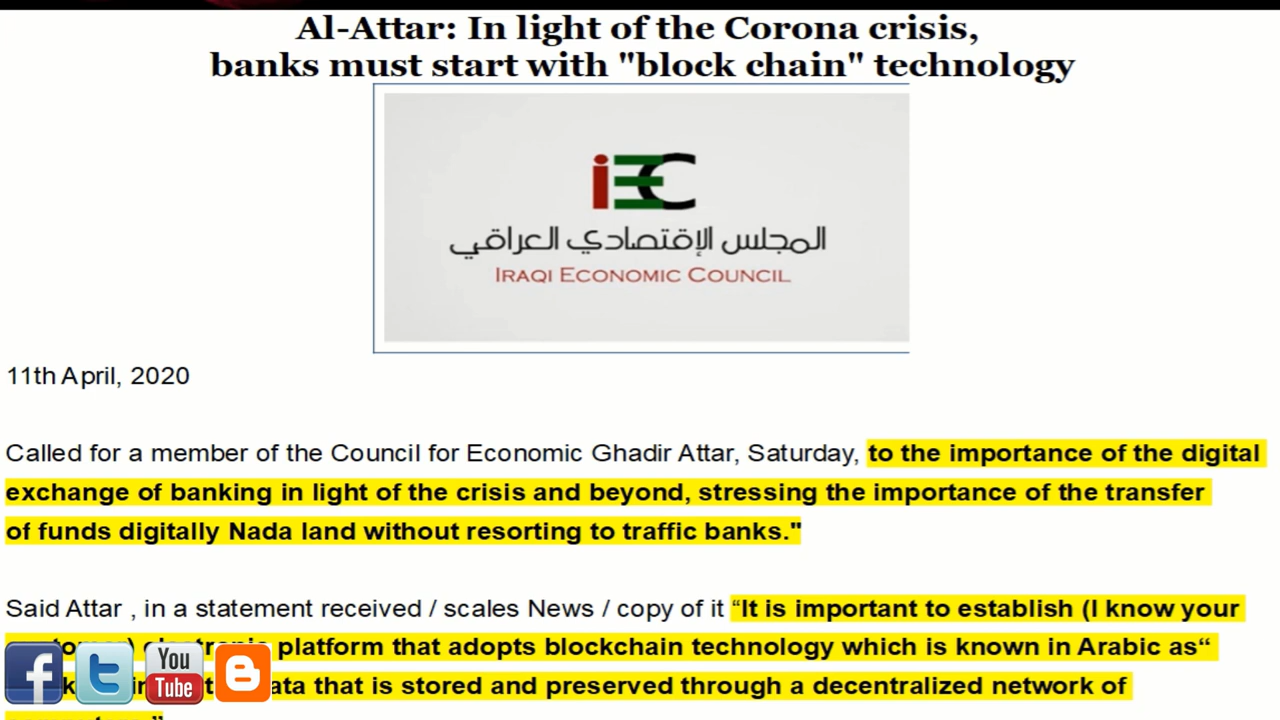 Al-Attar: In light of the Corona crisis,
banks must start with "block chain" technology
iEC
المجلس الإقتصادي العراقي
IRAQI ECONOMIC COUNCIL
11th April, 2020
Called for a member of the Council for Economic Ghadir Attar, Saturday, to the importance of the digital
exchange of banking in light of the crisis and beyond, stressing the importance of the transfer
of funds digitally Nada land without resorting to traffic banks."
Said Attar , in a statement received / scales News / copy of it “It is important to establish (I know your
platform that adopts blockchain technology which is known in Arabic as“
that is stored and preserved through a decentralized network of
f
t
You
Tube